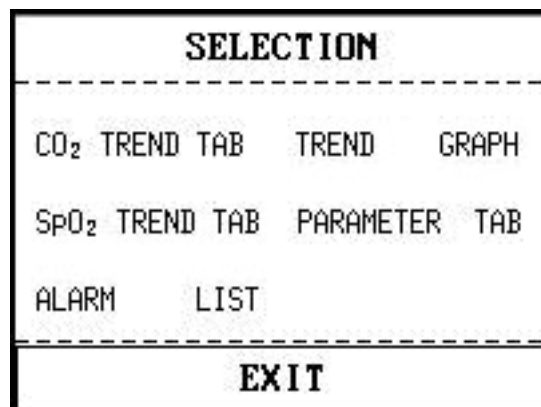 SELECTION
CO₂ TREND TAB TREND GRAPH
SpO₂ TREND TAB PARAMETER TAB
ALARM LIST
EXIT